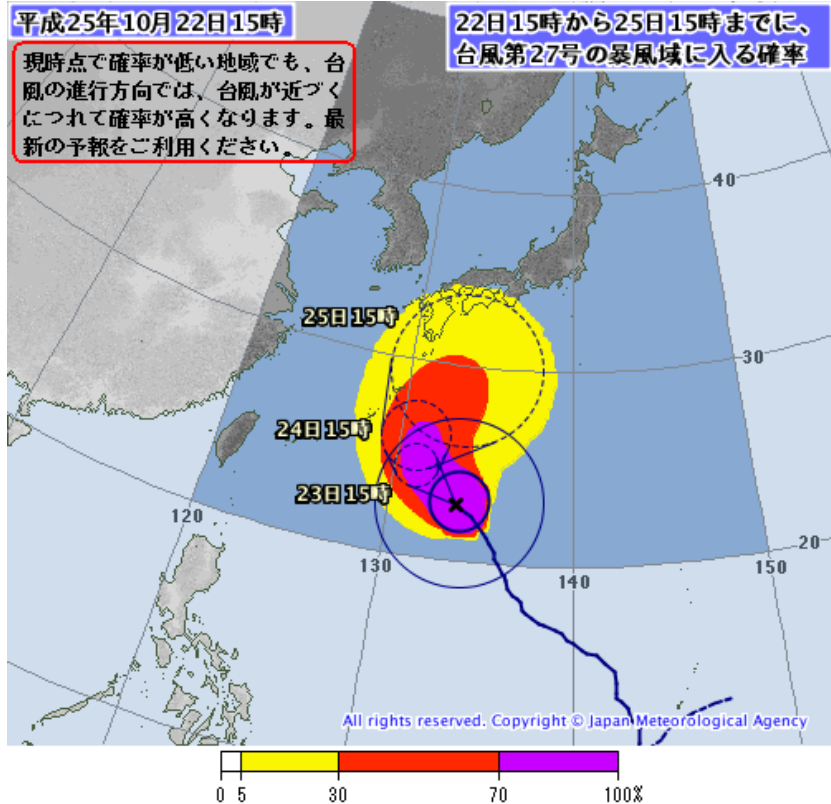 平成25年10月22日15時
22日15時から25日15時までに、
台風第27号の暴風域に入る確率
現時点で確率が低い地域でも、台
風の進行方向では、台風が近づく
につれて確率が高くなります。最
新の予報をご利用ください。
40
25日15時
30
24日15時
23日15時
120
20
130
140
150
All rights reserved. Copyright © Japan Meteorological Agency
0 5 30 70 100%